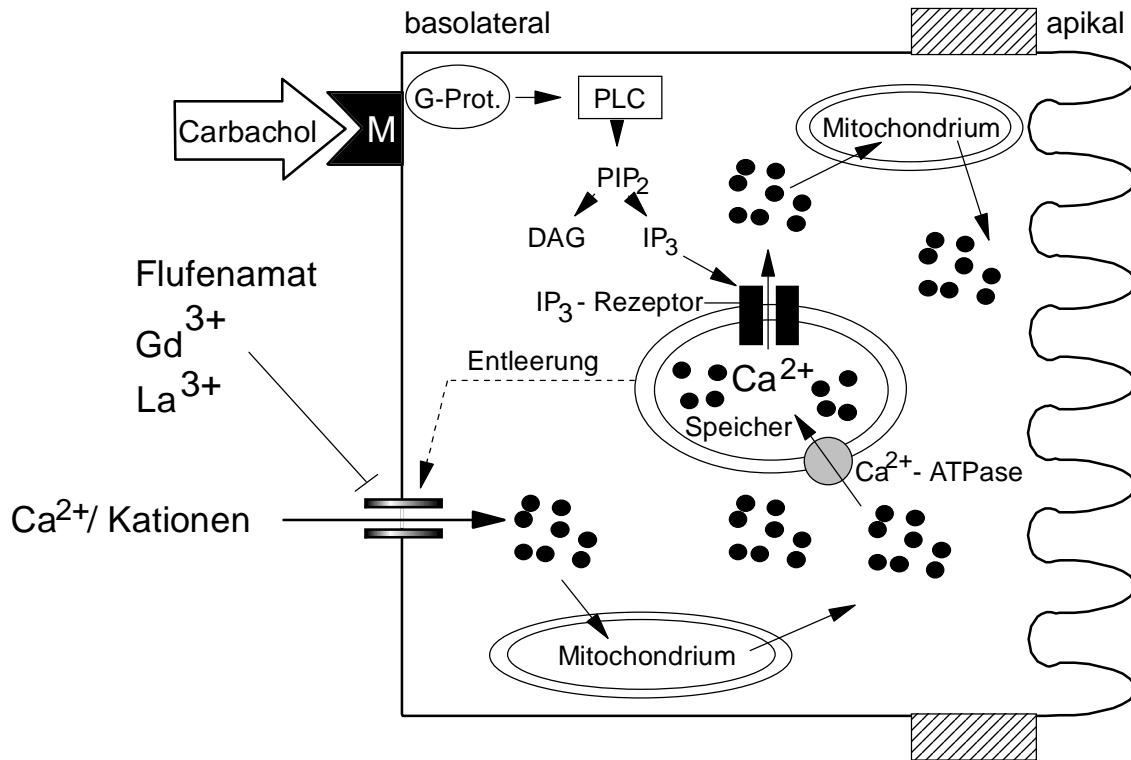 basolateral
apikal
G-Prot.
PLC
Carbachol
M
Mitochondrium
PIP2
DAG
IP3
Flufenamat
Gd3+
La3+
IP3 - Rezeptor
Entleerung
Ca2+
Speicher
Ca2+- ATPase
Ca2+/ Kationen
Mitochondrium